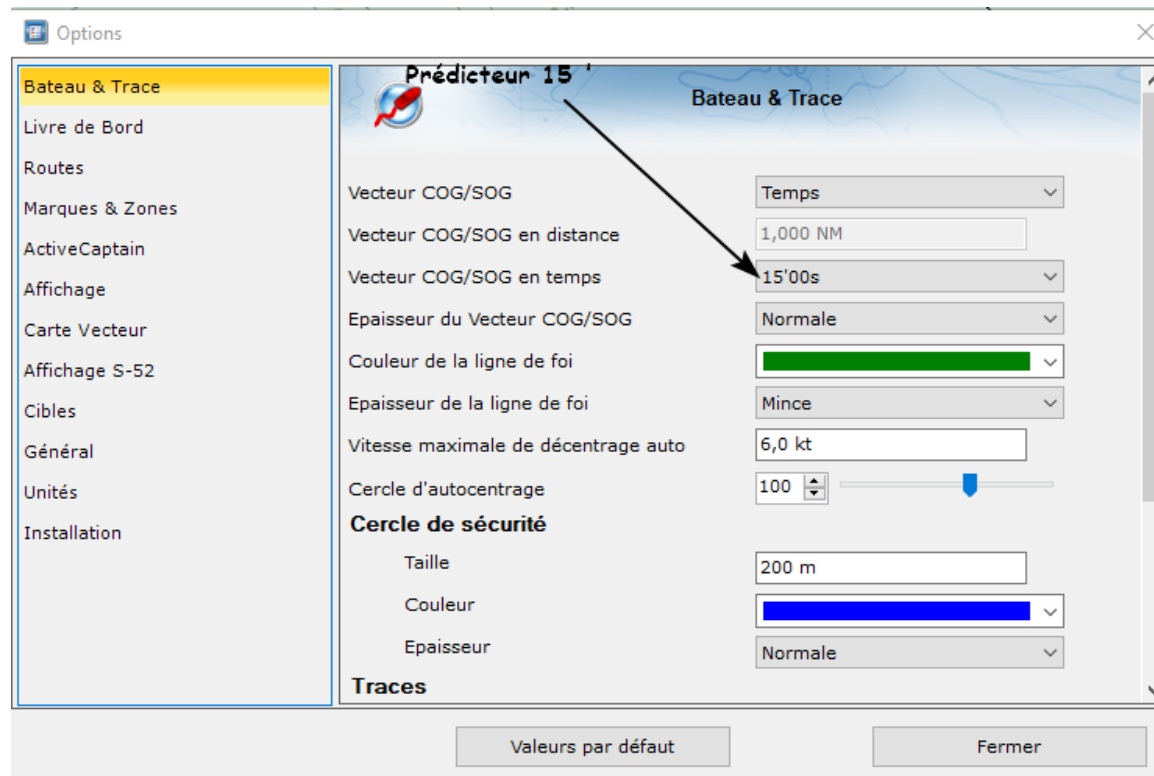 Options
Bateau & Trace
Livre de Bord
Routes
Marques & Zones
ActiveCaptain
Affichage
Carte Vecteur
Affichage S-52
Cibles
Général
Unités
Installation
Prédicteur 15 '
Bateau & Trace
Vecteur COG/SOG Temps
Vecteur COG/SOG en distance 1,000 NM
Vecteur COG/SOG en temps 15'00s
Epaisseur du Vecteur COG/SOG Normale
Couleur de la ligne de foi
Epaisseur de la ligne de foi Mince
Vitesse maximale de décentrage auto 6,0 kt
Cercle d'autocentrage 100
Cercle de sécurité
Taille 200 m
Couleur
Epaisseur Normale
Traces
Valeurs par défaut Fermer